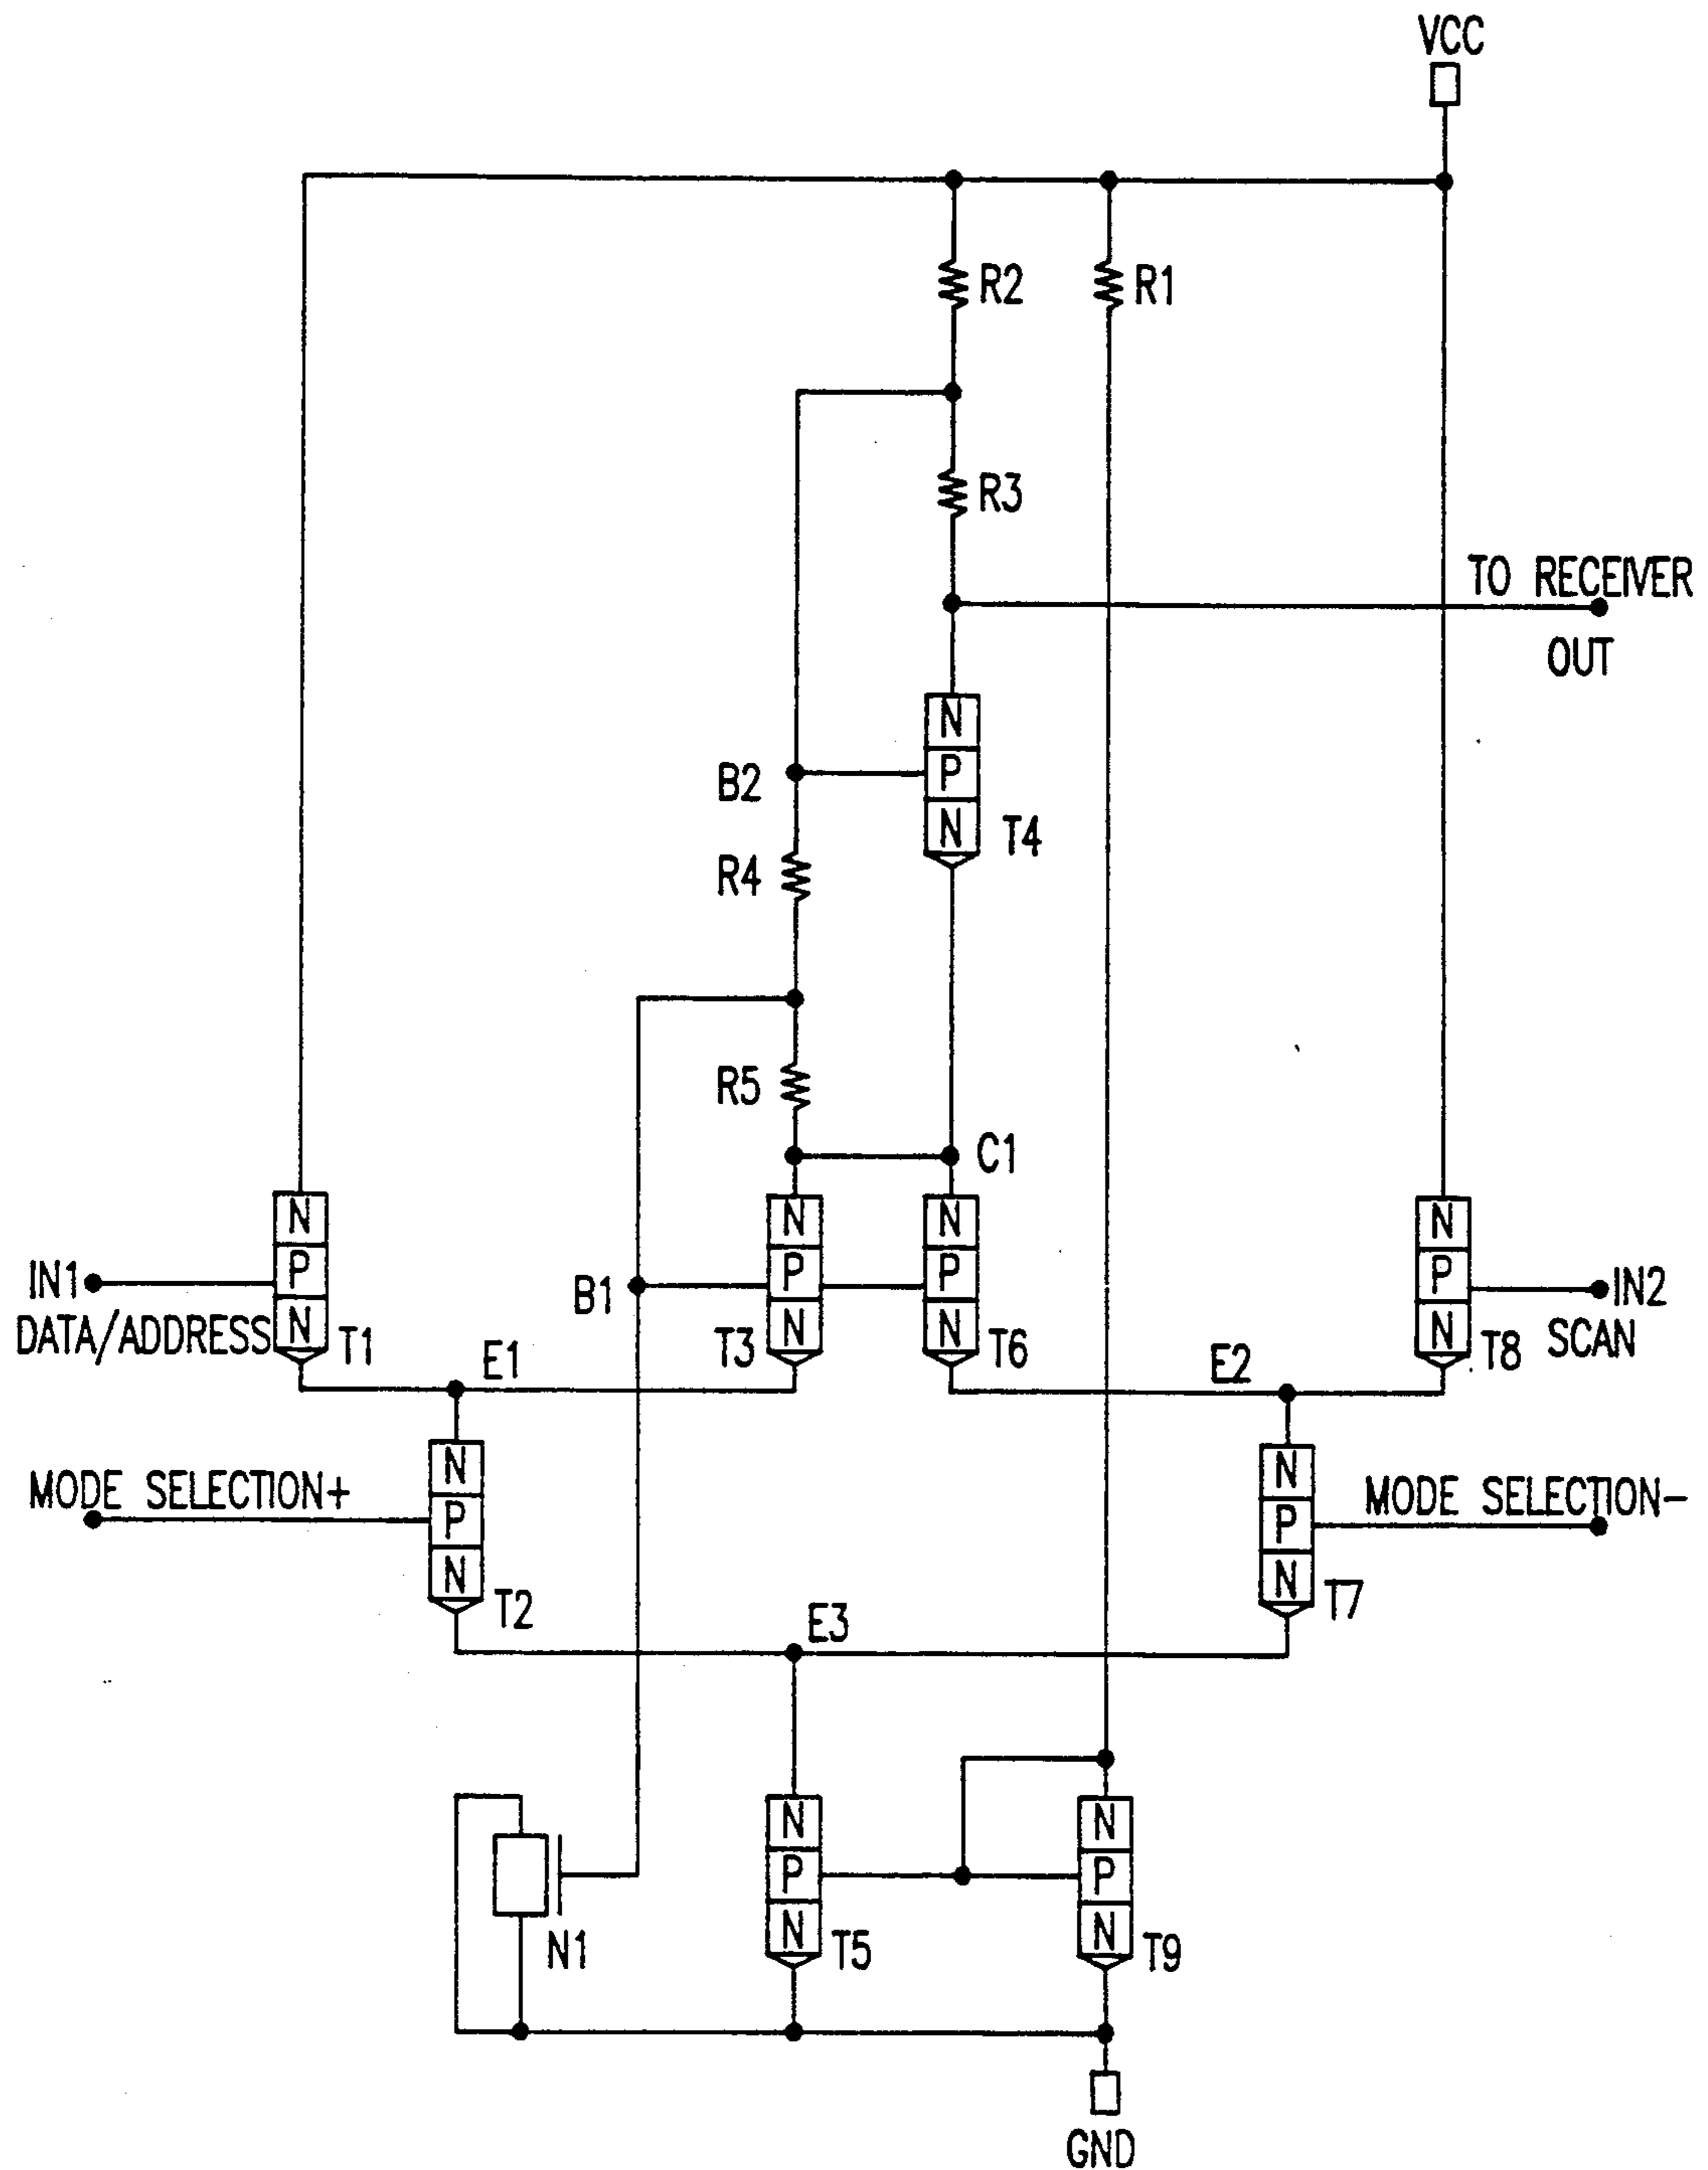 VCC
R2
R1
R3
TO RECEIVER
OUT
N
P
N
T4
B2
R4
R5
C1
N
P
N
T1
N
P
N
T3
N
P
N
T6
N
P
N
T8
IN1
DATA/ADDRESS
B1
IN2
SCAN
E1
E2
MODE SELECTION+
N
P
N
T2
N
P
N
T7
MODE SELECTION−
E3
N1
N
P
N
T5
N
P
N
T9
GND